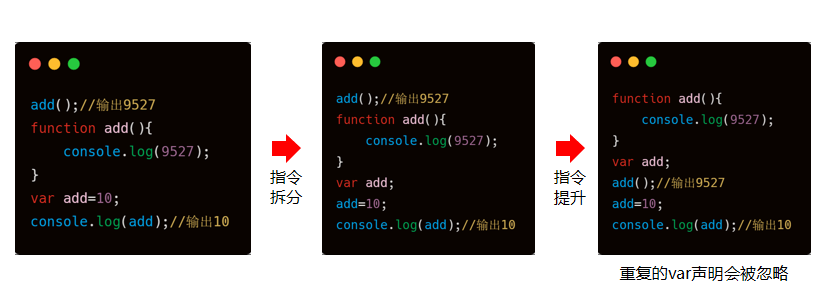 add();//输出9527
function add(){
    console.log(9527);
}
var add=10;
console.log(add);//输出10
指令
拆分
add();//输出9527
function add(){
    console.log(9527);
}
var add;
add=10;
console.log(add);//输出10
指令
提升
function add(){
    console.log(9527);
}
var add;
add();//输出9527
add=10;
console.log(add);//输出10
重复的var声明会被忽略